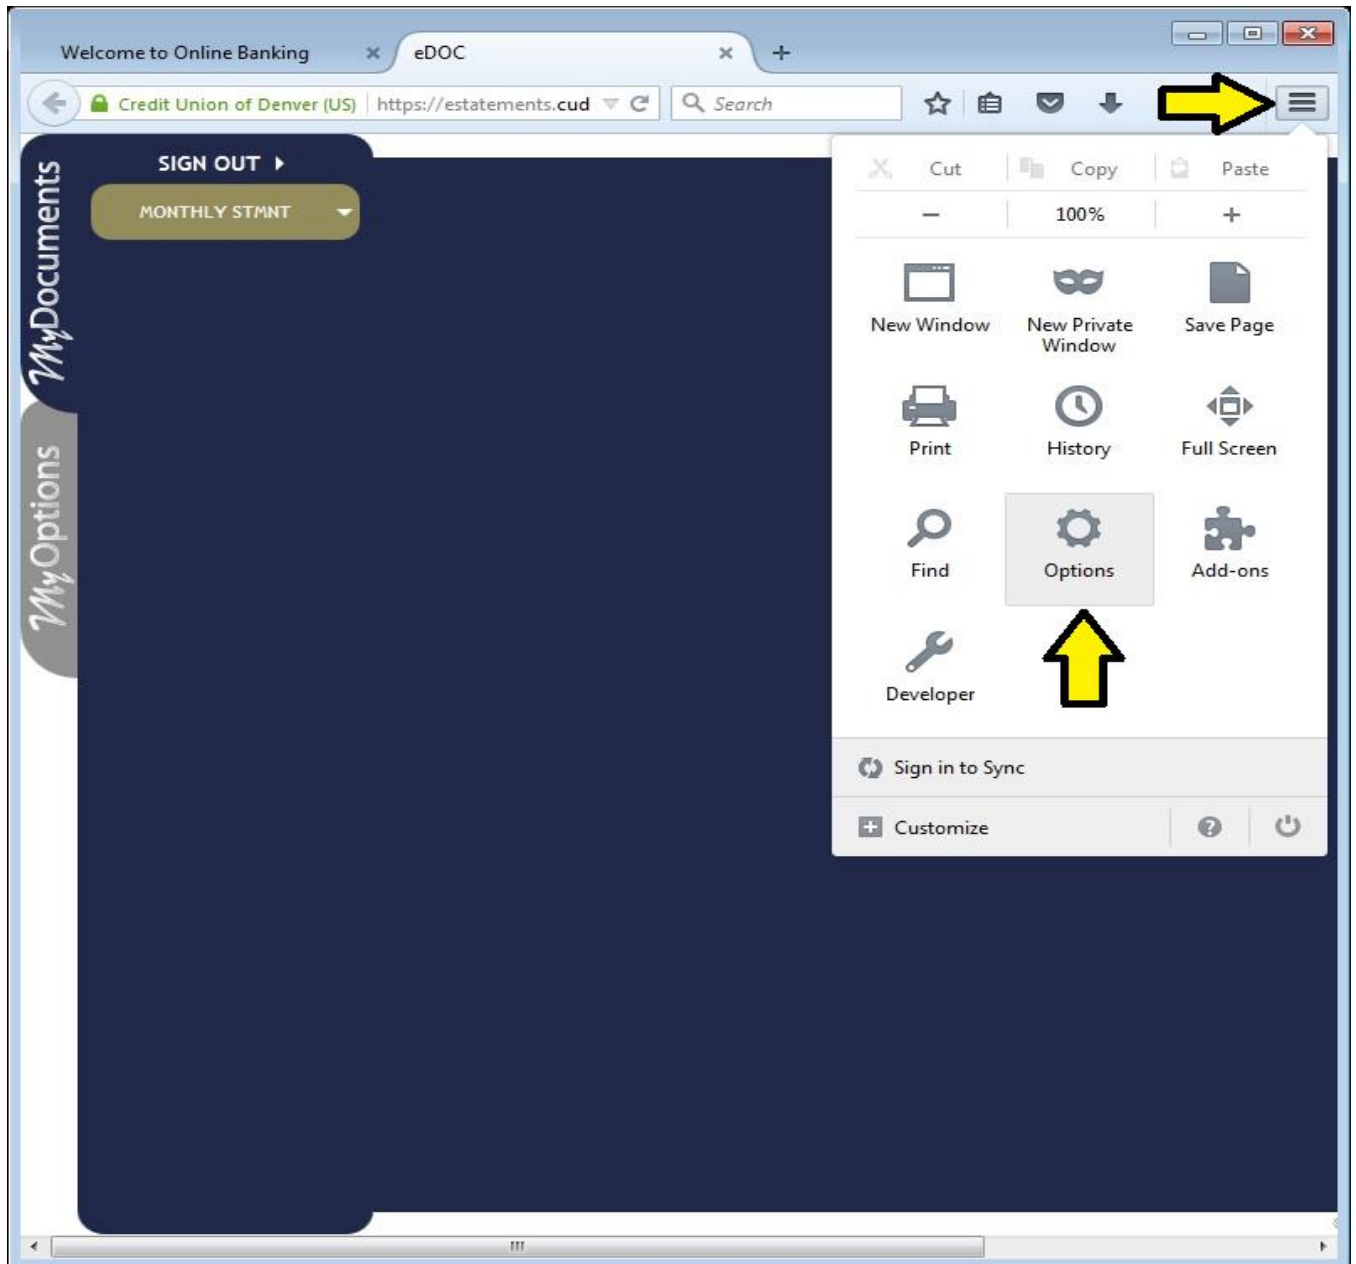 Welcome to Online Banking
eDOC
Credit Union of Denver (US)
https://estatements.cud
Search
MyDocuments
SIGN OUT
MONTHLY STMNT
MyOptions
Cut Copy Paste
100%
New Window
New Private
Window
Save Page
Print
History
Full Screen
Find
Options
Add-ons
Developer
Sign in to Sync
Customize